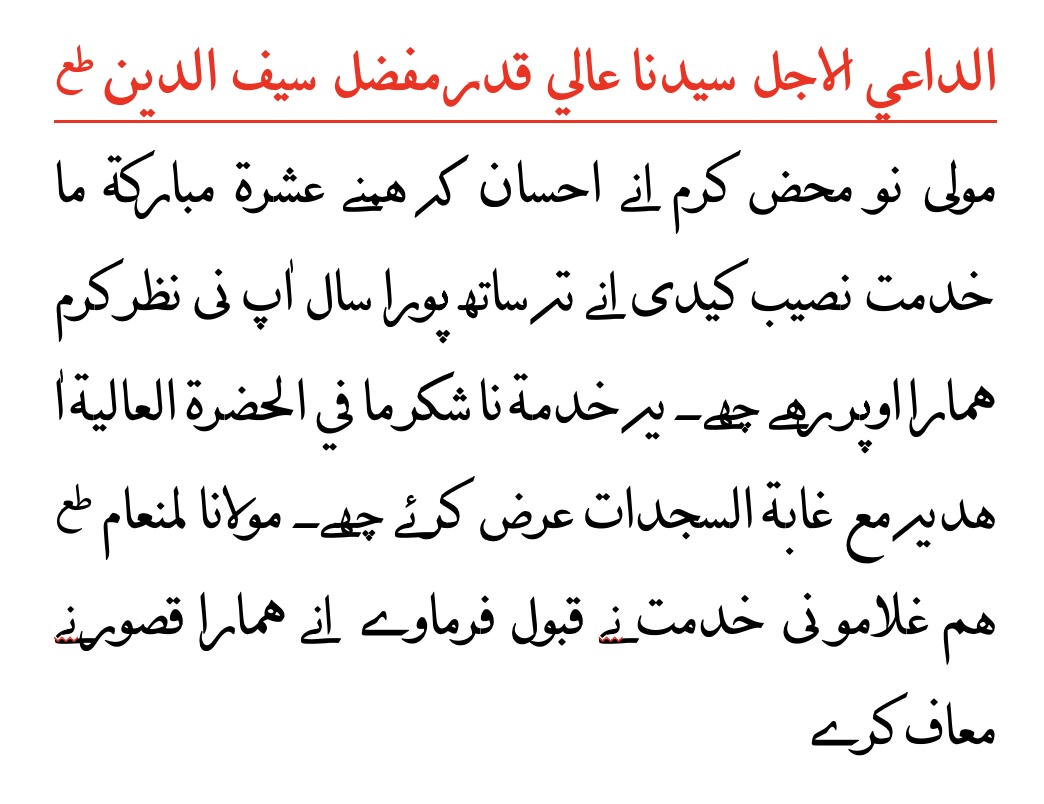 الداعي الاجل سيدنا عالي قدر مفضل سيف الدين طع
مولى نو محض كرم انے احسان كہ همنے عشرة مباركة ما
خدمت نصيب كيدى انے تہ ساتھ پورا سال اٰپ نى نظر كرم
همارا اوپر رهے چھے۔ يہ خدمة نا شكر ما في الحضرة العالية اٰ
هديہ مع غابة السجدات عرض كرئے چھے۔ مولانا لمنعام طع
هم غلامو نى خدمت نے قبول فرماوے انے همارا قصور نے
معاف كرے